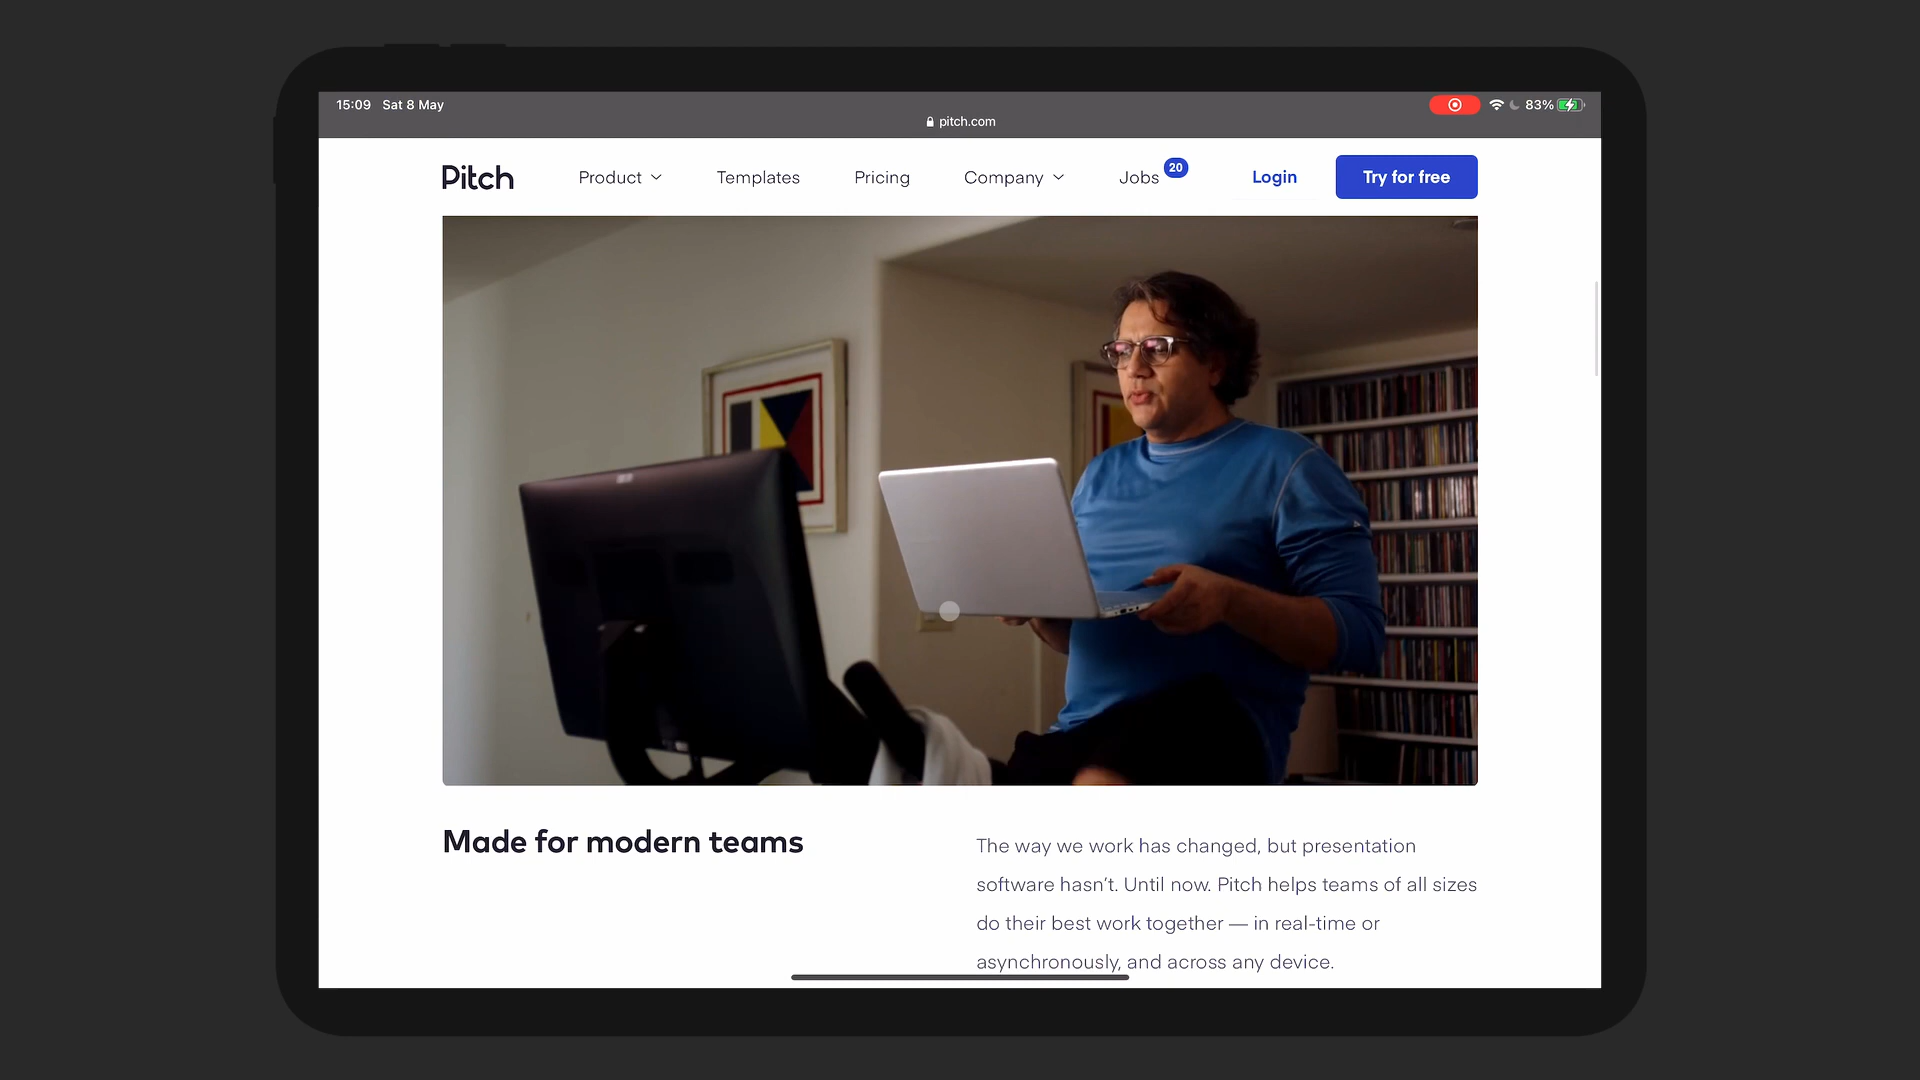 15:09 Sat 8 May
83%
pitch.com
Pitch
Product
Templates
Pricing
Company
Jobs
20
Login
Try for free
Made for modern teams
The way we work has changed, but presentation
software hasn’t. Until now. Pitch helps teams of all sizes
do their best work together — in real-time or
asynchronously, and across any device.